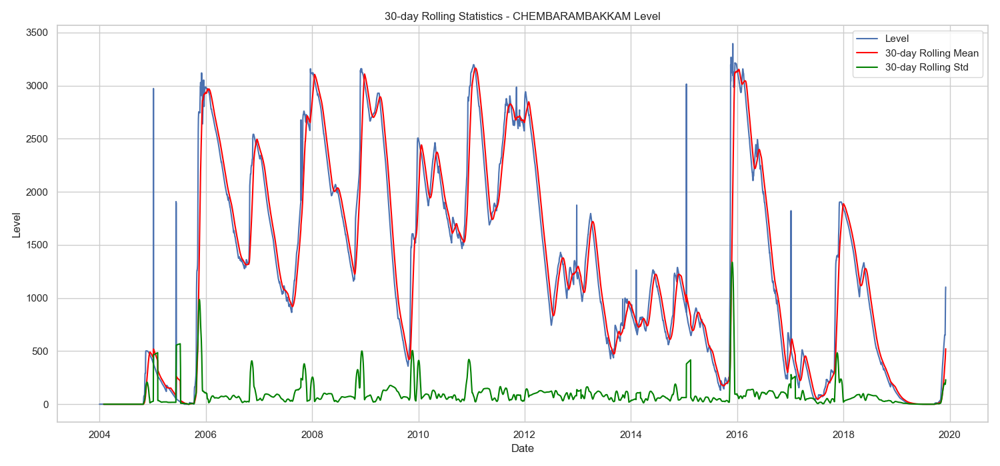 30-day Rolling Statistics - CHEMBARAMBAKKAM Level
Level
30-day Rolling Mean
30-day Rolling Std
3500
3000
2500
2000
1500
1000
500
0
Level
2004 2006 2008 2010 2012 2014 2016 2018 2020
Date